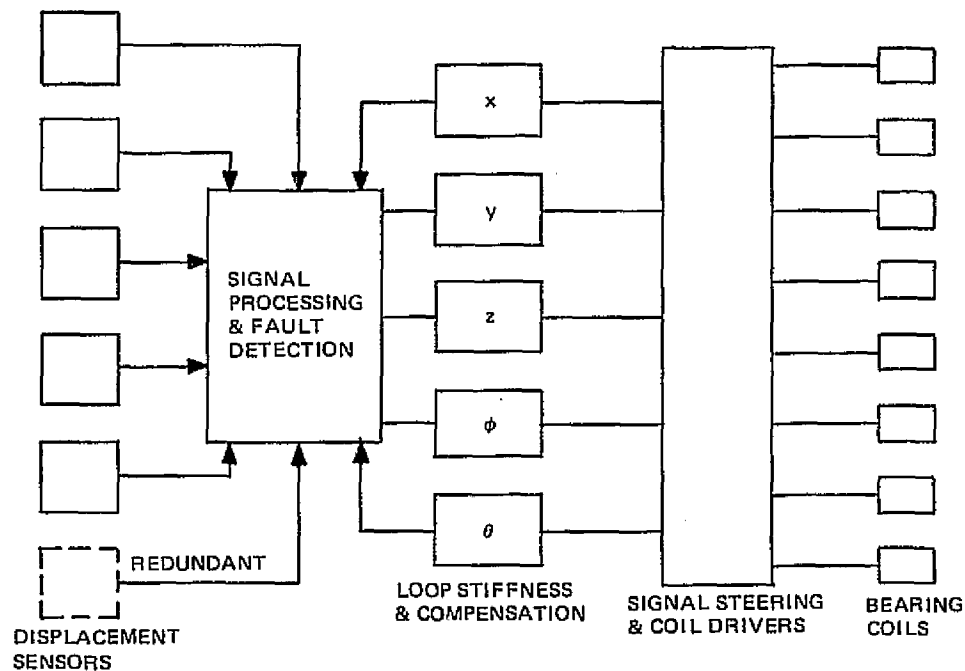 x
y
z
ϕ
θ
SIGNAL
PROCESSING
& FAULT
DETECTION
REDUNDANT
DISPLACEMENT
SENSORS
LOOP STIFFNESS
& COMPENSATION
SIGNAL STEERING
& COIL DRIVERS
BEARING
COILS